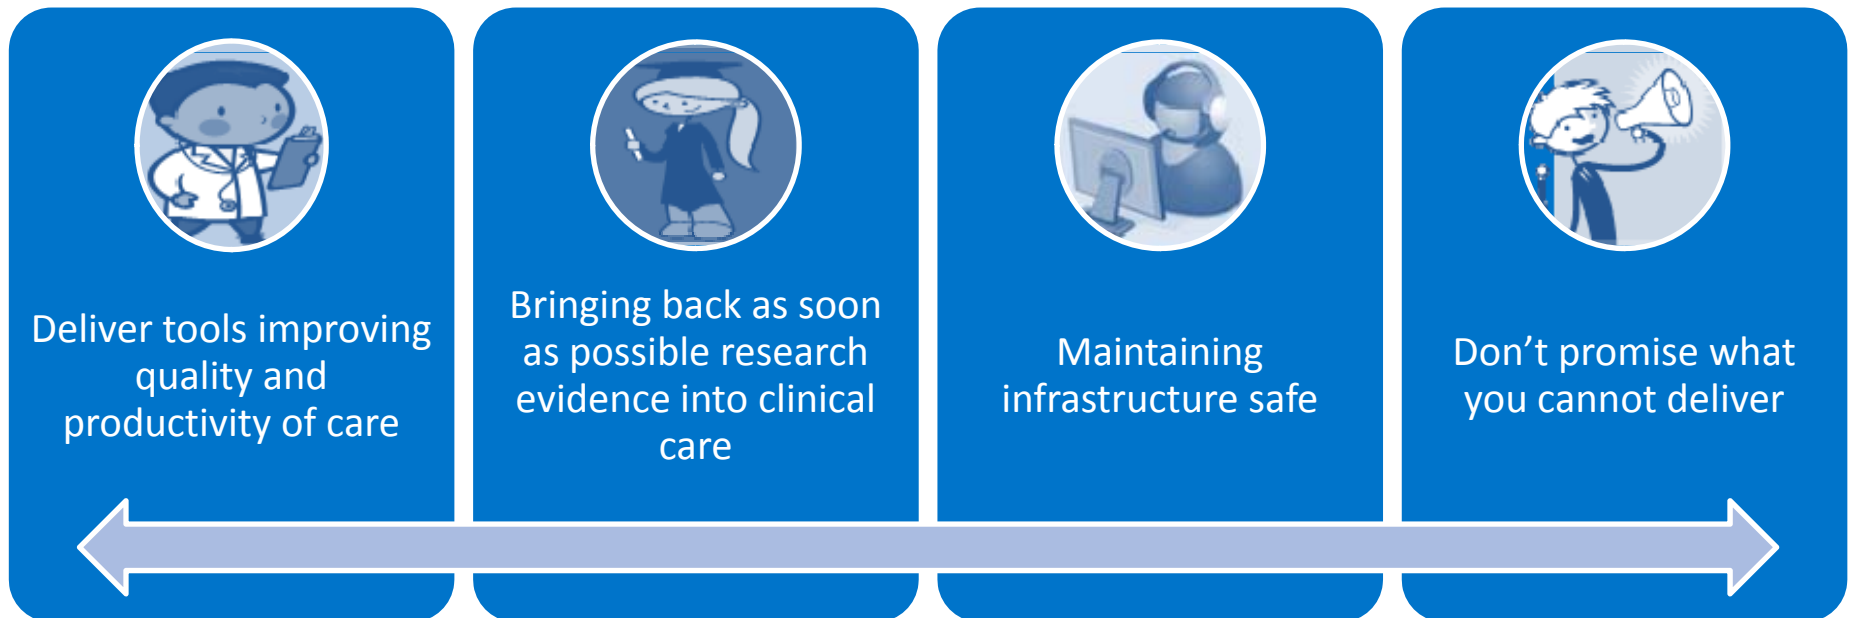 Deliver tools improving
quality and
productivity of care
Bringing back as soon
as possible research
evidence into clinical
care
Maintaining
infrastructure safe
Don’t promise what
you cannot deliver